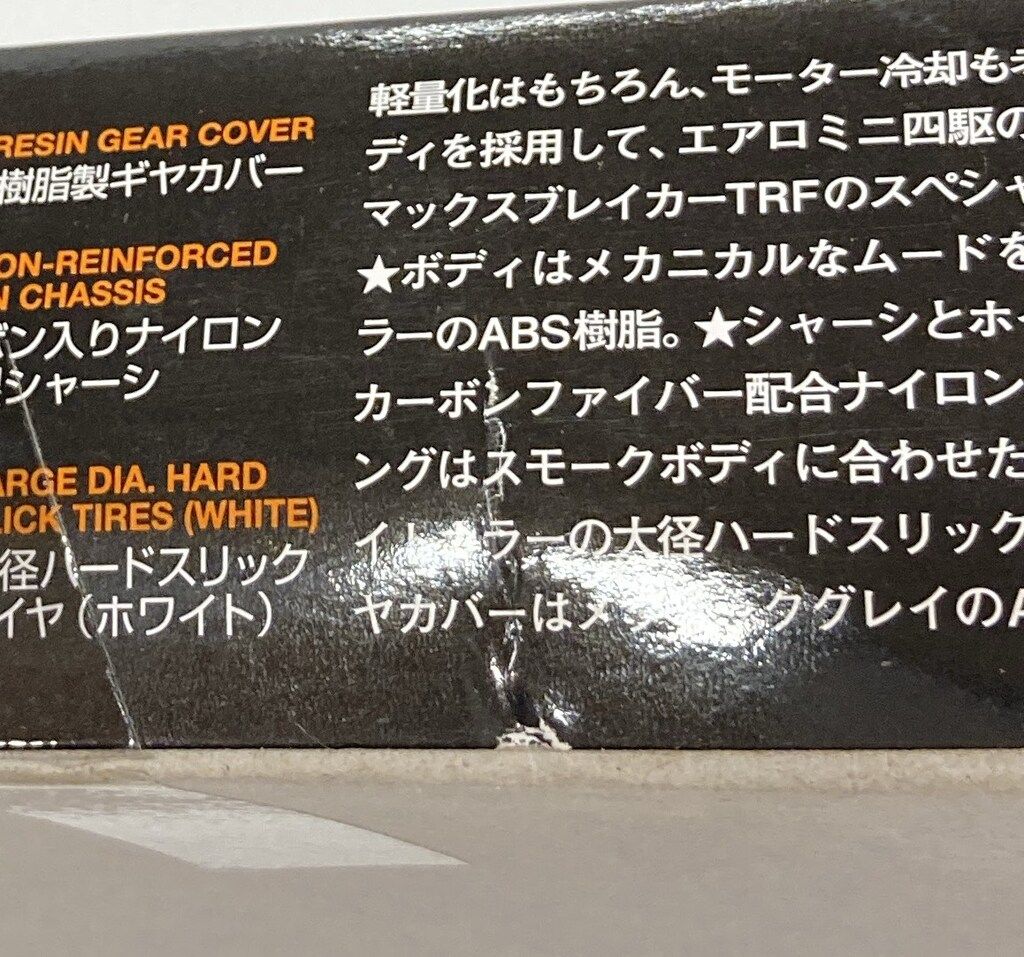 RESIN GEAR COVER
樹脂製ギヤカバー
ON-REINFORCED
CHASSIS
ボン入りナイロン
シャーシ
ARGE DIA. HARD
LICK TIRES (WHITE)
径ハードスリック
イヤ（ホワイト）
軽量化はもちろん、モーター冷却も考
ディを採用して、エアロミニ四駆の
マックスブレイカーTRFのスペシャ
★ボディはメカニカルなムードを
ラーのABS樹脂。★シャーシとホ
カーボンファイバー配合ナイロン
ングはスモークボディに合わせた
ラーの大径ハードスリック
ヤカバーはメ クグレイのA